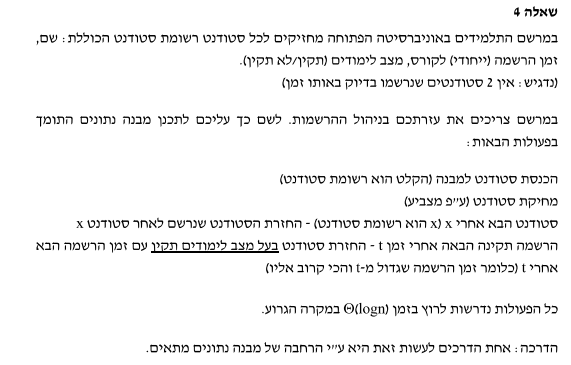 שאלה 4
במרשם התלמידים באוניברסיטה הפתוחה מחזיקים לכל סטודנט רשומת סטודנט הכוללת: שם,
זמן הרשמה (ייחודי) לקורס, מצב לימודים (תקין/לא תקין).
(נדגיש: אין 2 סטודנטים שנרשמו בדיוק באותו זמן)
במרשם צריכים את עזרתכם בניהול ההרשמות. לשם כך עליכם לתכנן מבנה נתונים התומך
בפעולות הבאות:
הכנסת סטודנט למבנה (הקלט הוא רשומת סטודנט)
מחיקת סטודנט (ע״פ מצביע)
סטודנט הבא אחרי x (x הוא רשומת סטודנט) - החזרת הסטודנט שנרשם לאחר סטודנט x
הרשמה תקינה הבאה אחרי זמן t - החזרת סטודנט בעל מצב לימודים תקין עם זמן הרשמה הבא
אחרי t (כלומר זמן הרשמה שגדול מ-t והכי קרוב אליו)
כל הפעולות נדרשות לרוץ בזמן Θ(logn) במקרה הגרוע.
הדרכה: אחת הדרכים לעשות זאת היא ע״י הרחבה של מבנה נתונים מתאים.